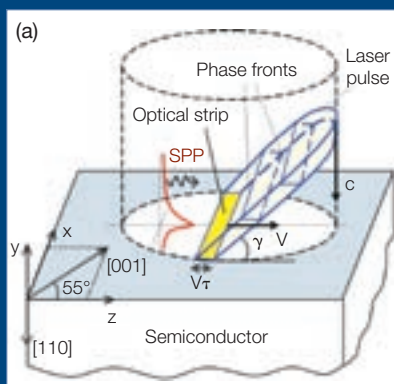 (a)
Laser
pulse
Phase fronts
Optical strip
SPP
c
V
γ
Vτ
x
y
[001]
55°
z
[110]
Semiconductor